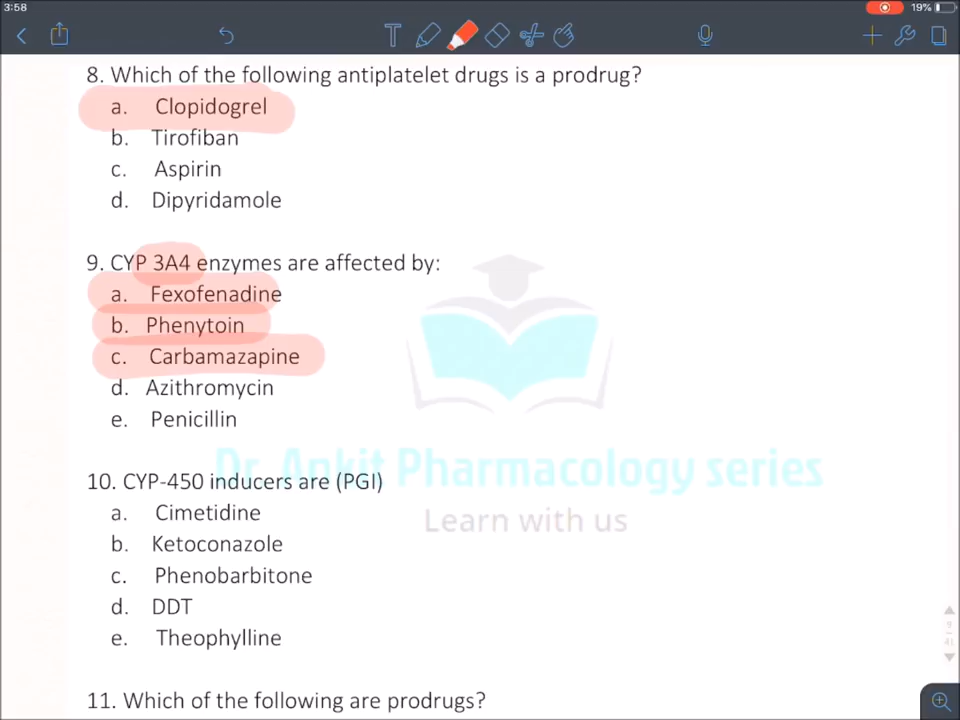 3:58
19%
T
8. Which of the following antiplatelet drugs is a prodrug?
a. Clopidogrel
b. Tirofiban
c. Aspirin
d. Dipyridamole
9. CYP 3A4 enzymes are affected by:
a. Fexofenadine
b. Phenytoin
c. Carbamazapine
d. Azithromycin
e. Penicillin
Dr. Ankit Pharmacology series
Learn with us
10. CYP-450 inducers are (PGI)
a. Cimetidine
b. Ketoconazole
c. Phenobarbitone
d. DDT
e. Theophylline
9
41
11. Which of the following are prodrugs?